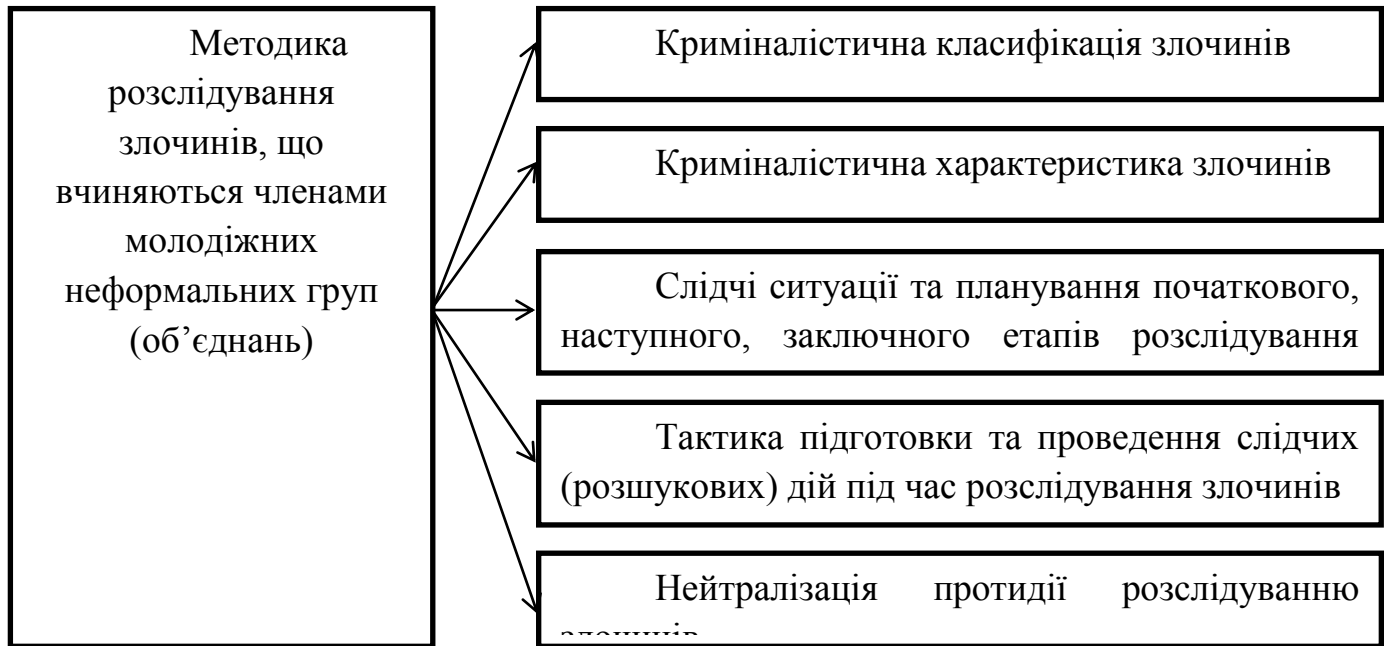 Методика
розслідування
злочинів, що
вчиняються членами
молодіжних
неформальних груп
(об’єднань)
Криміналістична класифікація злочинів
Криміналістична характеристика злочинів
Слідчі ситуації та планування початкового,
наступного, заключного етапів розслідування
Тактика підготовки та проведення слідчих
(розшукових) дій під час розслідування злочинів
Нейтралізація протидії розслідуванню